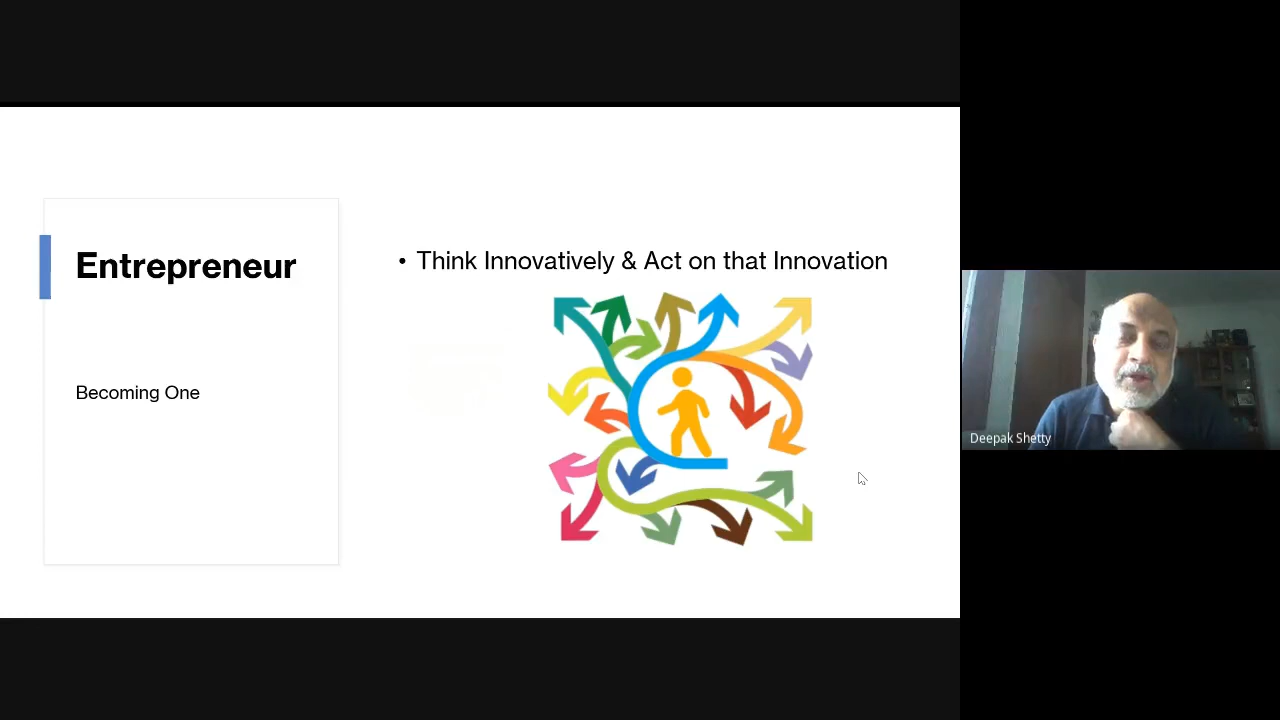 Entrepreneur
Becoming One
• Think Innovatively & Act on that Innovation
Deepak Shetty